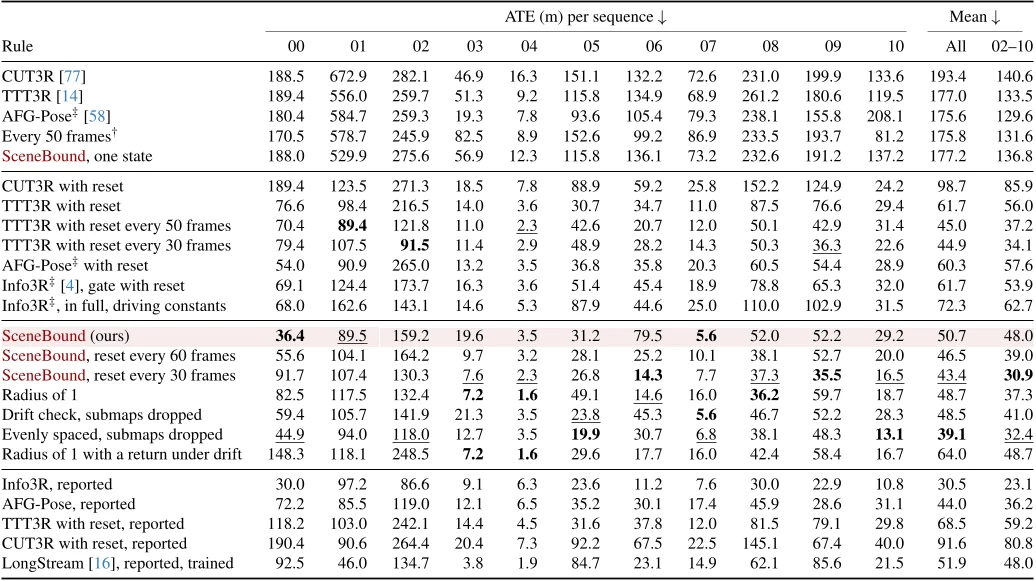 ATE (m) per sequence ↓ Mean ↓
Rule 00 01 02 03 04 05 06 07 08 09 10 All 02–10
CUT3R [77] 188.5 672.9 282.1 46.9 16.3 151.1 132.2 72.6 231.0 199.9 133.6 193.4 140.6
TTT3R [14] 189.4 556.0 259.7 51.3 9.2 115.8 134.9 68.9 261.2 180.6 119.5 177.0 133.5
AFG-Pose‡ [58] 180.4 584.7 259.3 19.3 7.8 93.6 105.4 79.3 238.1 155.8 208.1 175.6 129.6
Every 50 frames† 170.5 578.7 245.9 82.5 8.9 152.6 99.2 86.9 233.5 193.7 81.2 175.8 131.6
SceneBound, one state 188.0 529.9 275.6 56.9 12.3 115.8 136.1 73.2 232.6 191.2 137.2 177.2 136.8
CUT3R with reset 189.4 123.5 271.3 18.5 7.8 88.9 59.2 25.8 152.2 124.9 24.2 98.7 85.9
TTT3R with reset 76.6 98.4 216.5 14.0 3.6 30.7 34.7 11.0 87.5 76.6 29.4 61.7 56.0
TTT3R with reset every 50 frames 70.4 89.4 121.8 11.0 2.3 42.6 20.7 12.0 50.1 42.9 31.4 45.0 37.2
TTT3R with reset every 30 frames 79.4 107.5 91.5 11.4 2.9 48.9 28.2 14.3 50.3 36.3 22.6 44.9 34.1
AFG-Pose‡ with reset 54.0 90.9 265.0 13.2 3.5 36.8 35.8 20.3 60.5 54.4 28.9 60.3 57.6
Info3R‡ [4], gate with reset 69.1 124.4 173.7 16.3 3.6 51.4 45.4 18.9 78.8 65.3 32.0 61.7 53.9
Info3R‡, in full, driving constants 68.0 162.6 143.1 14.6 5.3 87.9 44.6 25.0 110.0 102.9 31.5 72.3 62.7
SceneBound (ours) 36.4 89.5 159.2 19.6 3.5 31.2 79.5 5.6 52.0 52.2 29.2 50.7 48.0
SceneBound, reset every 60 frames 55.6 104.1 164.2 9.7 3.2 28.1 25.2 10.1 38.1 52.7 20.0 46.5 39.0
SceneBound, reset every 30 frames 91.7 107.4 130.3 7.6 2.3 26.8 14.3 7.7 37.3 35.5 16.5 43.4 30.9
Radius of 1 82.5 117.5 132.4 7.2 1.6 49.1 14.6 16.0 36.2 59.7 18.7 48.7 37.3
Drift check, submaps dropped 59.4 105.7 141.9 21.3 3.5 23.8 45.3 5.6 46.7 52.2 28.3 48.5 41.0
Evenly spaced, submaps dropped 44.9 94.0 118.0 12.7 3.5 19.9 30.7 6.8 38.1 48.3 13.1 39.1 32.4
Radius of 1 with a return under drift 148.3 118.1 248.5 7.2 1.6 29.6 17.7 16.0 42.4 58.4 16.7 64.0 48.7
Info3R, reported 30.0 97.2 86.6 9.1 6.3 23.6 11.2 7.6 30.0 22.9 10.8 30.5 23.1
AFG-Pose, reported 72.2 85.5 119.0 12.1 6.5 35.2 30.1 17.4 45.9 28.6 31.1 44.0 36.2
TTT3R with reset, reported 118.2 103.0 242.1 14.4 4.5 31.6 37.8 12.0 81.5 79.1 29.8 68.5 59.2
CUT3R with reset, reported 190.4 90.6 264.4 20.4 7.3 92.2 67.5 22.5 145.1 67.4 40.0 91.6 80.8
LongStream [16], reported, trained 92.5 46.0 134.7 3.8 1.9 84.7 23.1 14.9 62.1 85.6 21.5 51.9 48.0